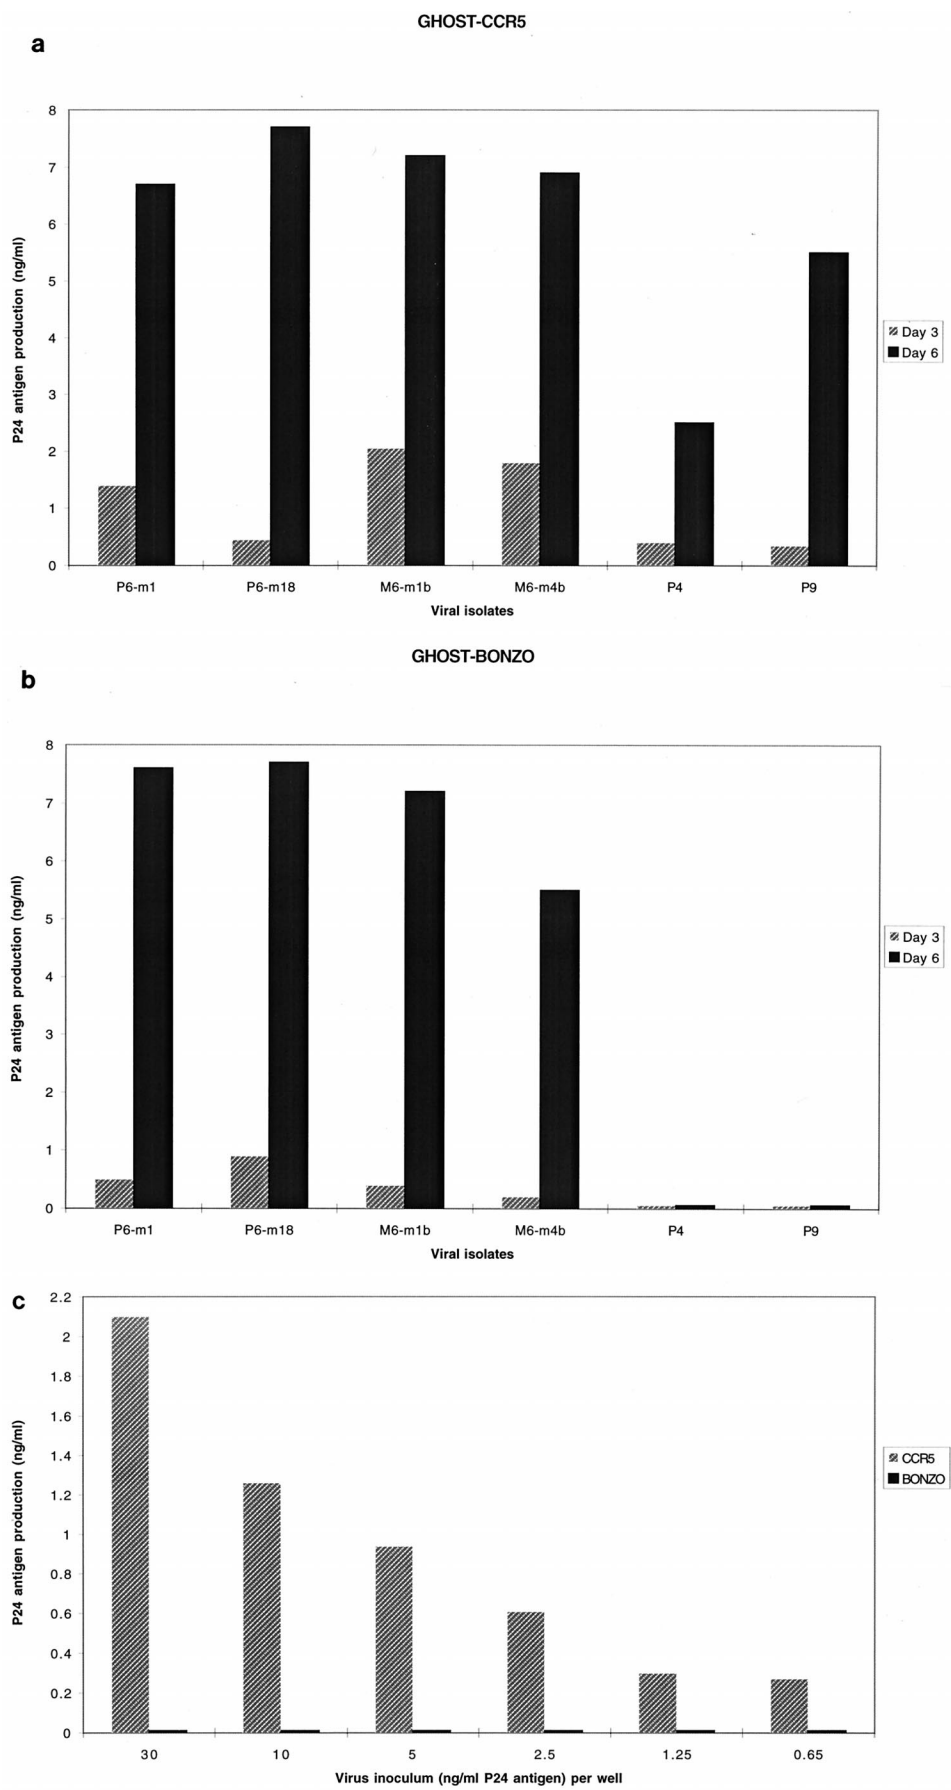 GHOST-CCR5
a
8
7
6
5
4
3
2
1
0
P24 antigen production (ng/ml)
Day 3
Day 6
P6-m1 P6-m18 M6-m1b M6-m4b P4 P9
Viral isolates
GHOST-BONZO
b
8
7
6
5
4
3
2
1
0
P24 antigen production (ng/ml)
Day 3
Day 6
P6-m1 P6-m18 M6-m1b M6-m4b P4 P9
Viral isolates
c
2.2
2
1.8
1.6
1.4
1.2
1
0.8
0.6
0.4
0.2
0
P24 antigen production (ng/ml)
CCR5
BONZO
30 10 5 2.5 1.25 0.65
Virus inoculum (ng/ml P24 antigen) per well